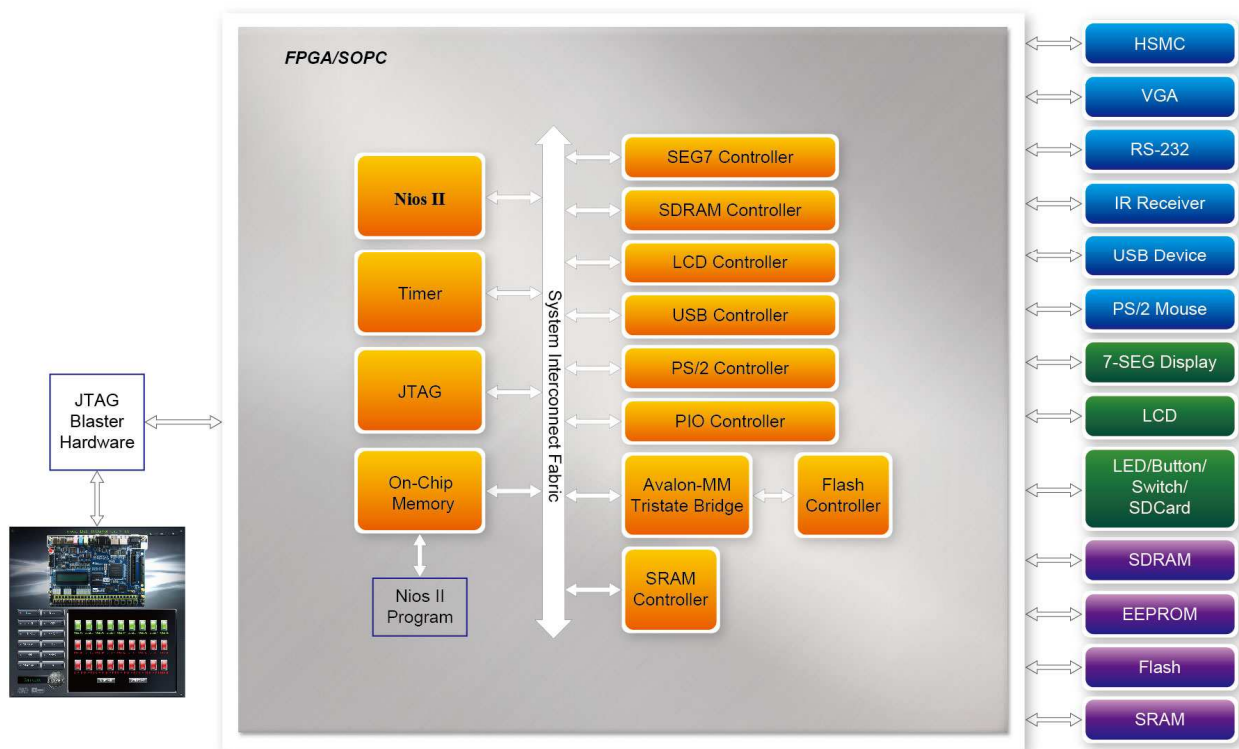 FPGA/SOPC
Nios II
Timer
JTAG
On-Chip
Memory
Nios II
Program
System Interconnect Fabric
SEG7 Controller
SDRAM Controller
LCD Controller
USB Controller
PS/2 Controller
PIO Controller
Avalon-MM
Tristate Bridge
Flash
Controller
SRAM
Controller
JTAG
Blaster
Hardware
HSMC
VGA
RS-232
IR Receiver
USB Device
PS/2 Mouse
7-SEG Display
LCD
LED/Button/
Switch/
SDCard
SDRAM
EEPROM
Flash
SRAM